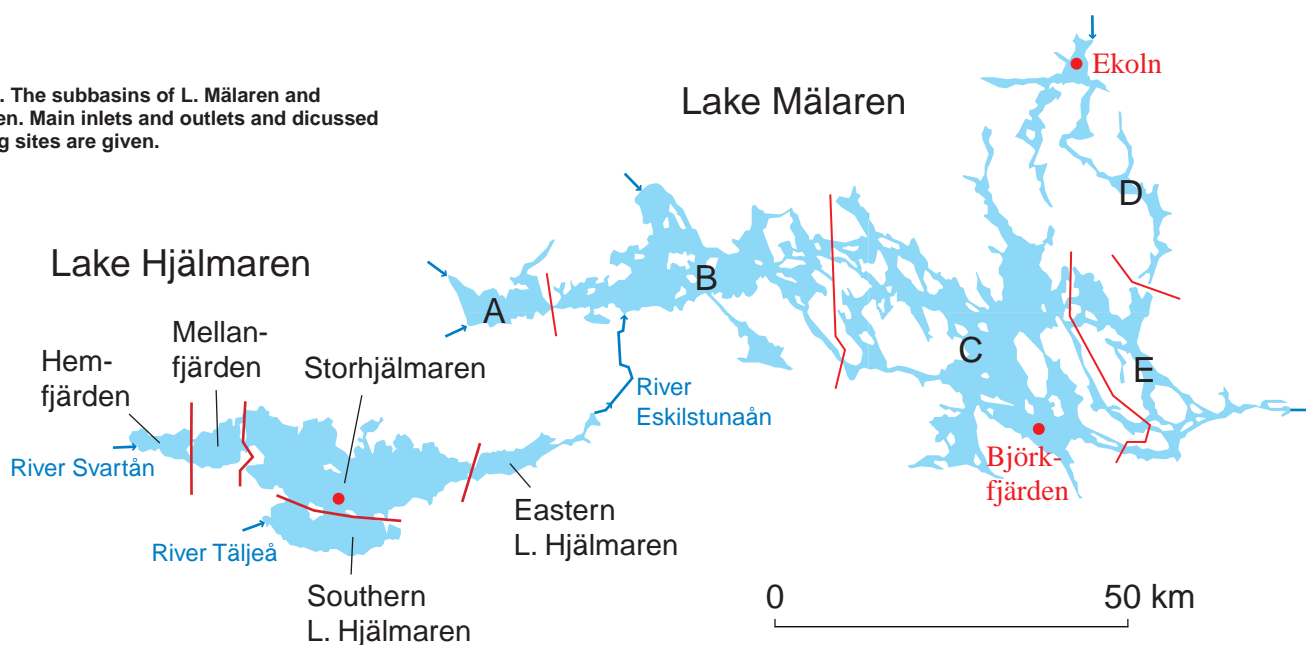 . The subbasins of L. Mälaren and
en. Main inlets and outlets and dicussed
g sites are given.
Lake Mälaren
Ekoln
D
Lake Hjälmaren
B
A
C
E
Mellan-
fjärden
Hem-
fjärden
Storhjälmaren
River
Eskilstunaån
River Svartån
Björk-
fjärden
Eastern
L. Hjälmaren
River Täljeå
Southern
L. Hjälmaren
0 50 km